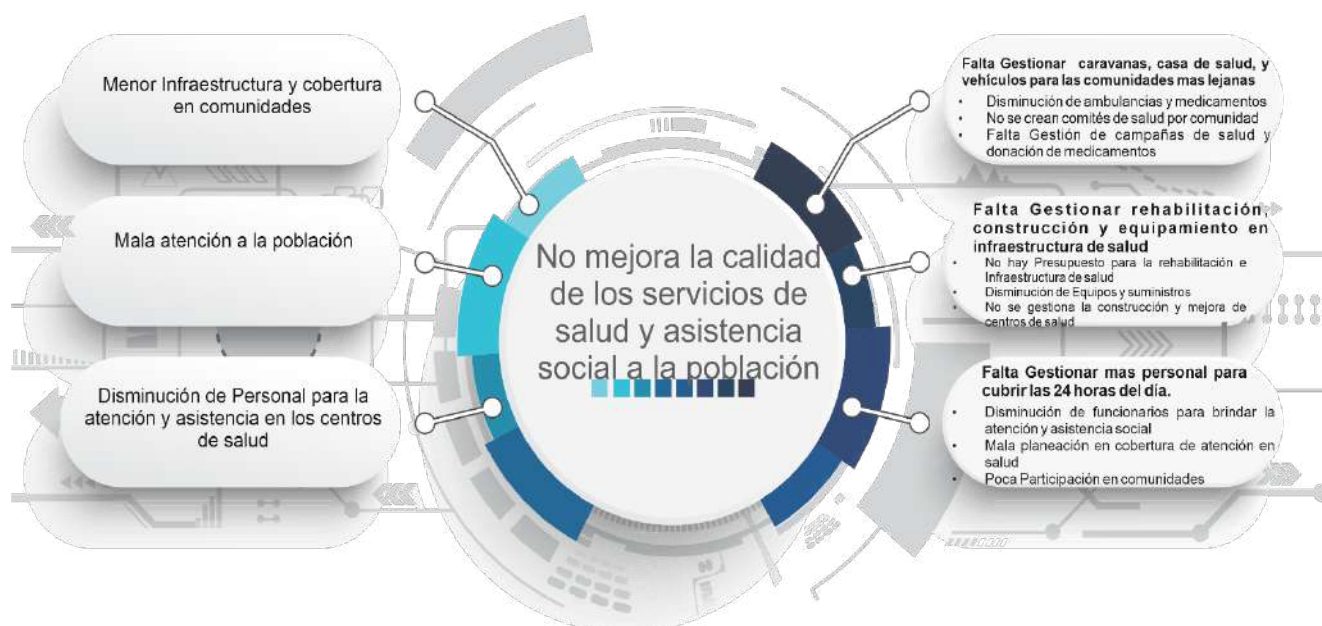 Menor Infraestructura y cobertura
en comunidades
Mala atención a la población
Disminución de Personal para la
atención y asistencia en los centros
de salud
No mejora la calidad
de los servicios de
salud y asistencia
social a la población
Falta Gestionar caravanas, casa de salud, y
vehículos para las comunidades mas lejanas
• Disminución de ambulancias y medicamentos
• No se crean comités de salud por comunidad
• Falta Gestión de campañas de salud y
donación de medicamentos
Falta Gestionar rehabilitación,
construcción y equipamiento en
infraestructura de salud
• No hay Presupuesto para la rehabilitación e
Infraestructura de salud
• Disminución de Equipos y suministros
• No se gestiona la construcción y mejora de
centros de salud
Falta Gestionar mas personal para
cubrir las 24 horas del día.
• Disminución de funcionarios para brindar la
atención y asistencia social
• Mala planeación en cobertura de atención en
salud
• Poca Participación en comunidades